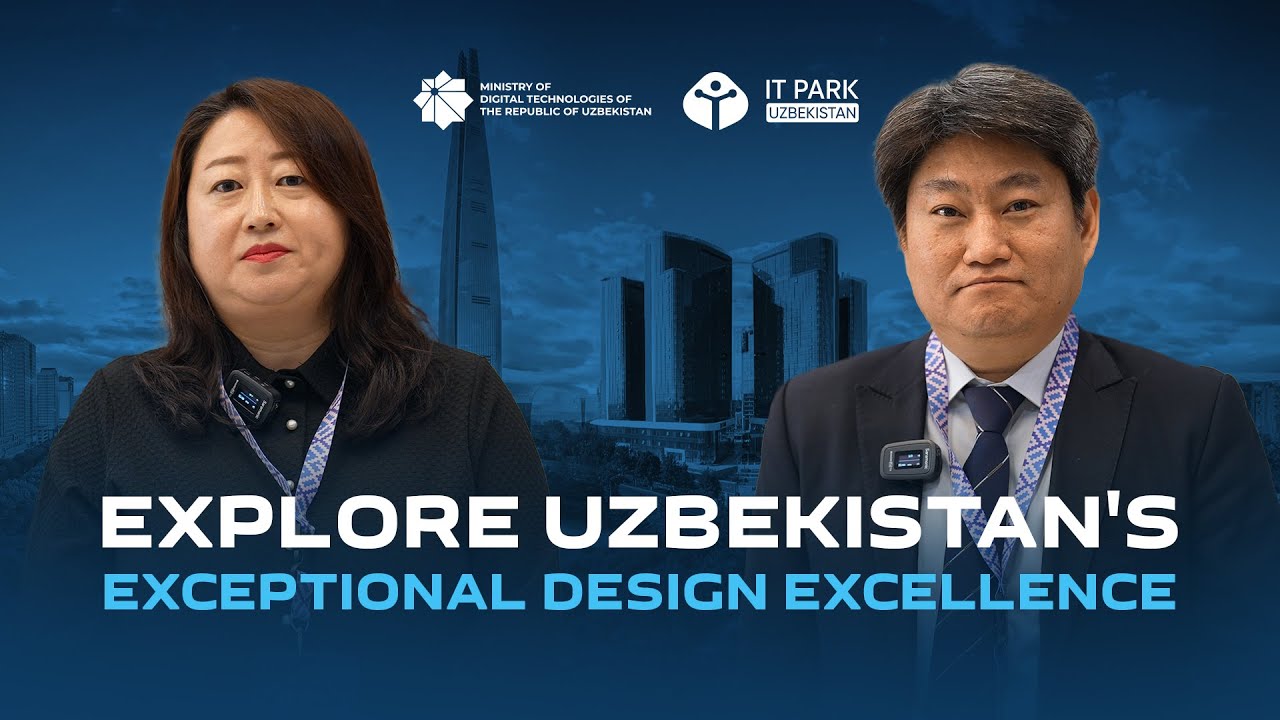 MINISTRY OF
DIGITAL TECHNOLOGIES OF
THE REPUBLIC OF UZBEKISTAN
IT PARK
UZBEKISTAN
EXPLORE UZBEKISTAN'S
EXCEPTIONAL DESIGN EXCELLENCE